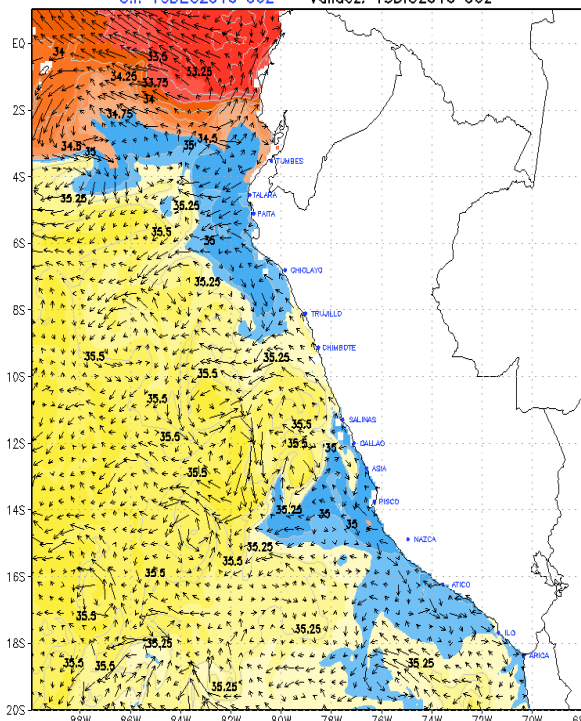 EQ
2S
4S
6S
8S
10S
12S
14S
16S
18S
20S
33.5
34
34.25
33.25
33.75
34
34.75
34.5
34.5
35
35
TUMBES
TALARA
35.25
35.25
PAITA
35.5
35
CHICLAYO
35.25
TRUJILLO
CHIMBOTE
35.5
35.25
35.5
35.5
SALINAS
35.5
CALLAO
35.5
35.5
35
ASIA
35.5
PISCO
35.25
35
35
NAZCA
35.25
35.5
35.5
ATICO
35.5
35.25
ILO
35.25
ARICA
35.5
35.5
35.25
35.25
88W
86W
84W
82W
80W
78W
76W
74W
72W
70W